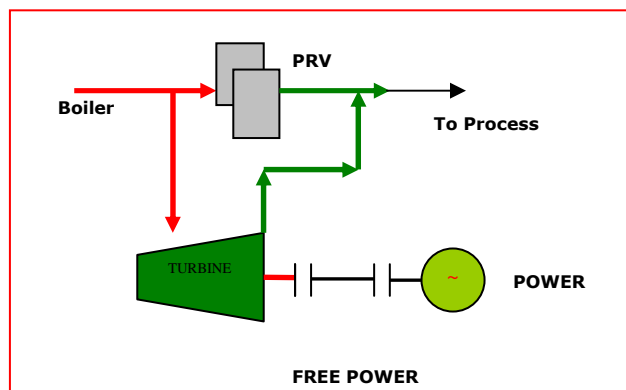 PRV
Boiler
To Process
TURBINE
~
POWER
FREE POWER